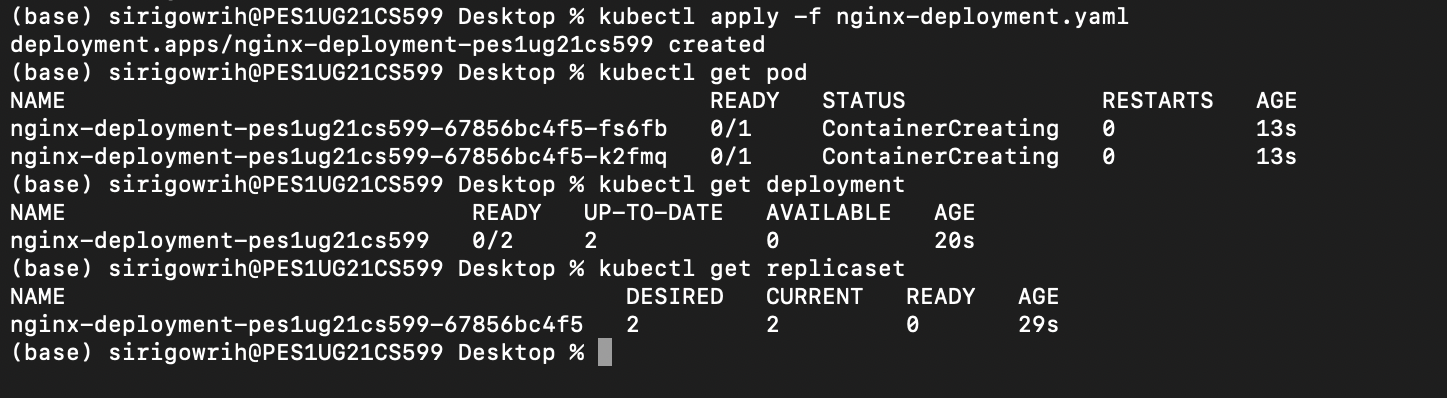 (base) sirigowrih@PES1UG21CS599 Desktop % kubectl apply -f nginx-deployment.yaml
deployment.apps/nginx-deployment-pes1ug21cs599 created
(base) sirigowrih@PES1UG21CS599 Desktop % kubectl get pod
NAME READY STATUS RESTARTS AGE
nginx-deployment-pes1ug21cs599-67856bc4f5-fs6fb 0/1 ContainerCreating 0 13s
nginx-deployment-pes1ug21cs599-67856bc4f5-k2fmq 0/1 ContainerCreating 0 13s
(base) sirigowrih@PES1UG21CS599 Desktop % kubectl get deployment
NAME READY UP-TO-DATE AVAILABLE AGE
nginx-deployment-pes1ug21cs599 0/2 2 0 20s
(base) sirigowrih@PES1UG21CS599 Desktop % kubectl get replicaset
NAME DESIRED CURRENT READY AGE
nginx-deployment-pes1ug21cs599-67856bc4f5 2 2 0 29s
(base) sirigowrih@PES1UG21CS599 Desktop %